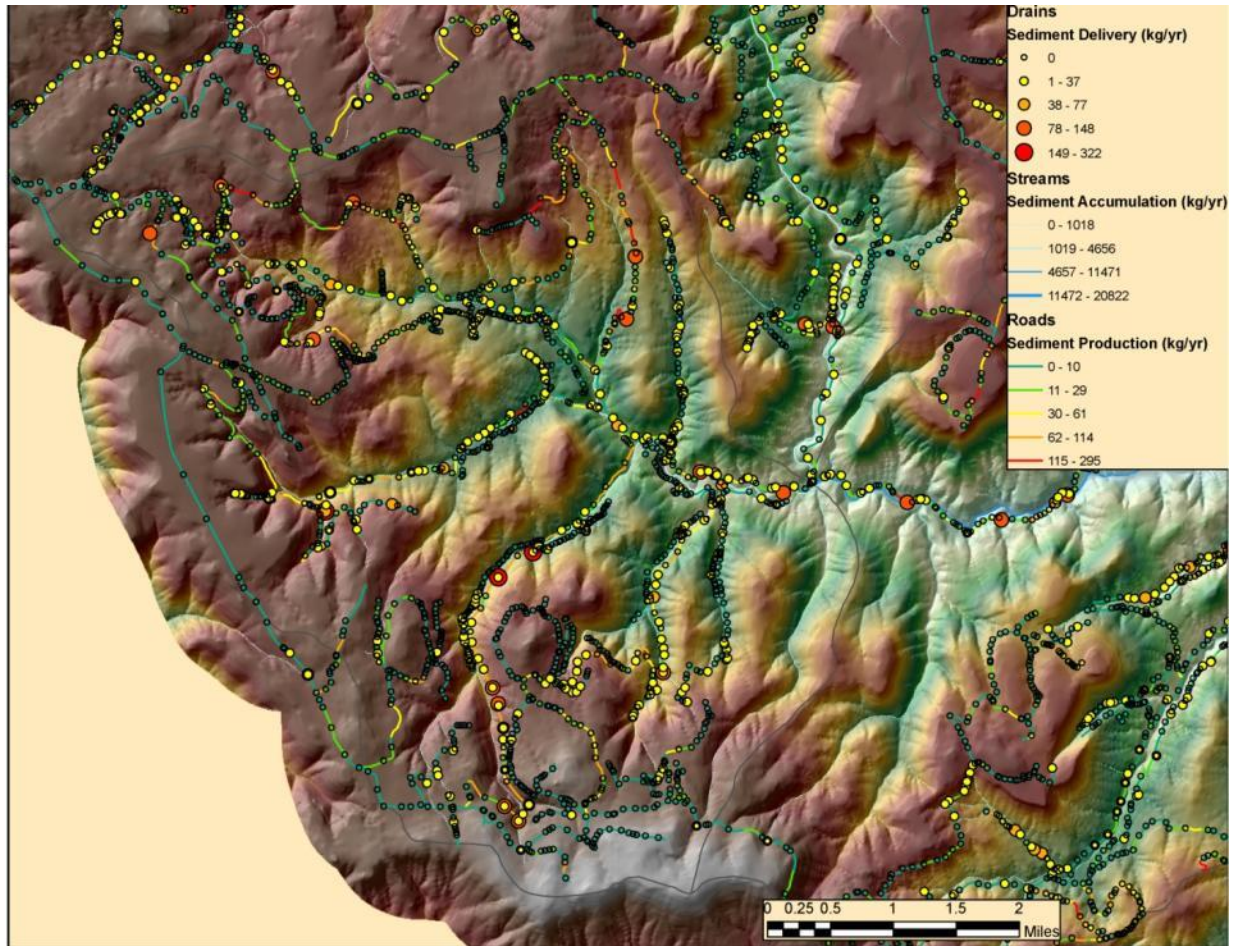 Drains
Sediment Delivery (kg/yr)
0
1 - 37
38 - 77
78 - 148
149 - 322
Streams
Sediment Accumulation (kg/yr)
0 - 1018
1019 - 4656
4657 - 11471
11472 - 20822
Roads
Sediment Production (kg/yr)
0 - 10
11 - 29
30 - 61
62 - 114
115 - 295
0 0.25 0.5 1 1.5 2
Miles